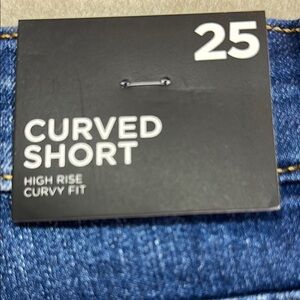 25
CURVED
SHORT
HIGH RISE
CURVY FIT